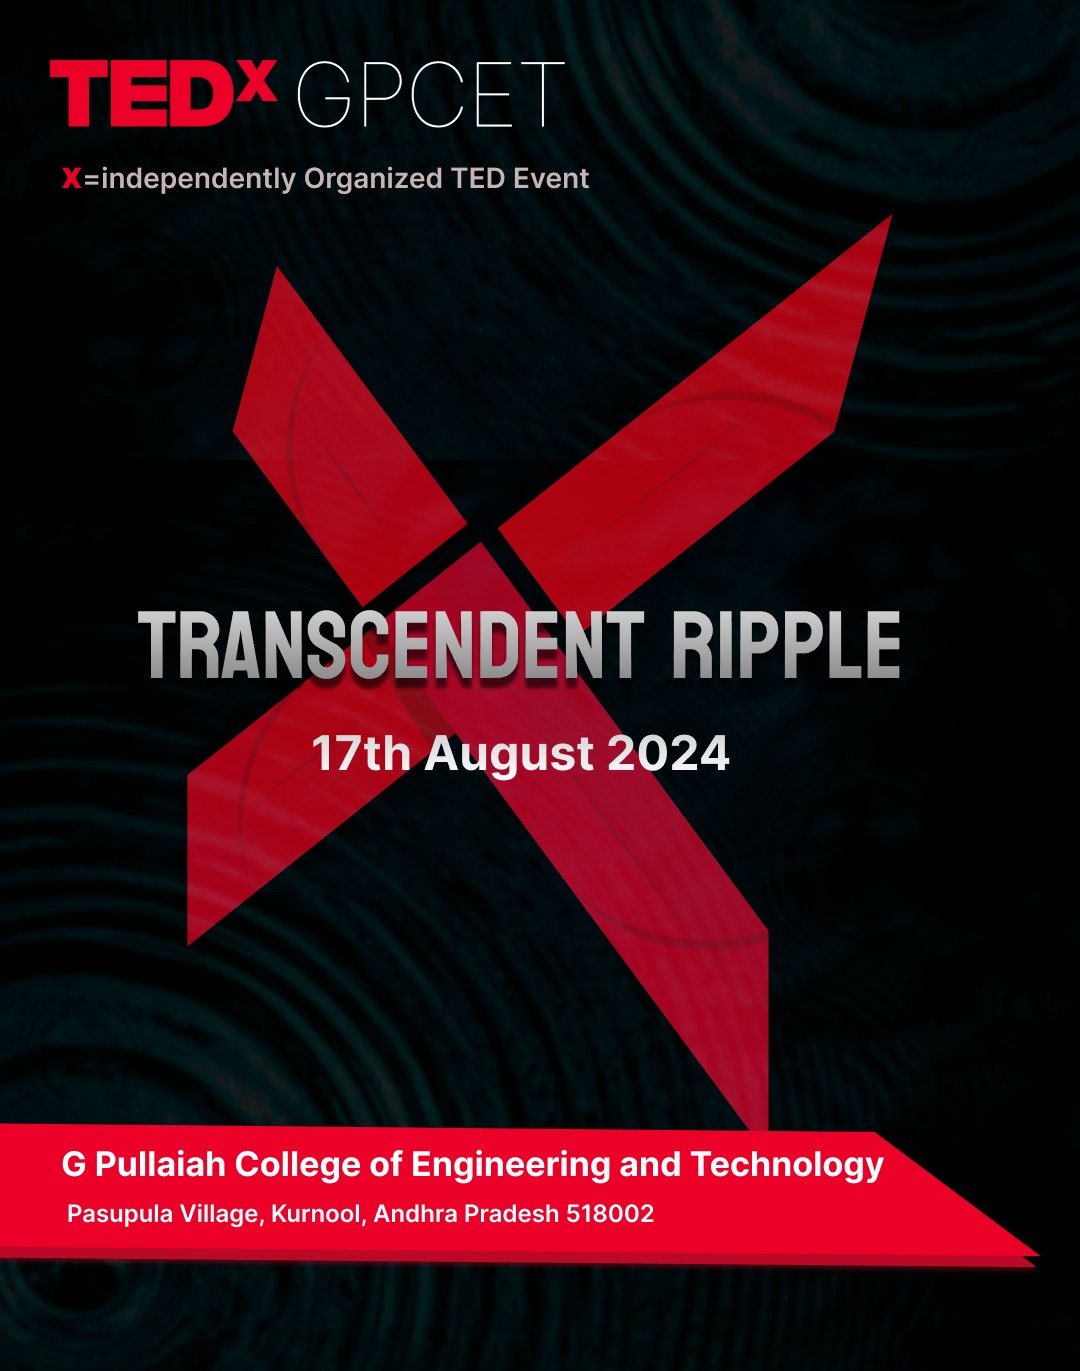 TEDx GPCET
X=independently Organized TED Event
TRANSCENDENT RIPPLE
17th August 2024
G Pullaiah College of Engineering and Technology
Pasupula Village, Kurnool, Andhra Pradesh 518002